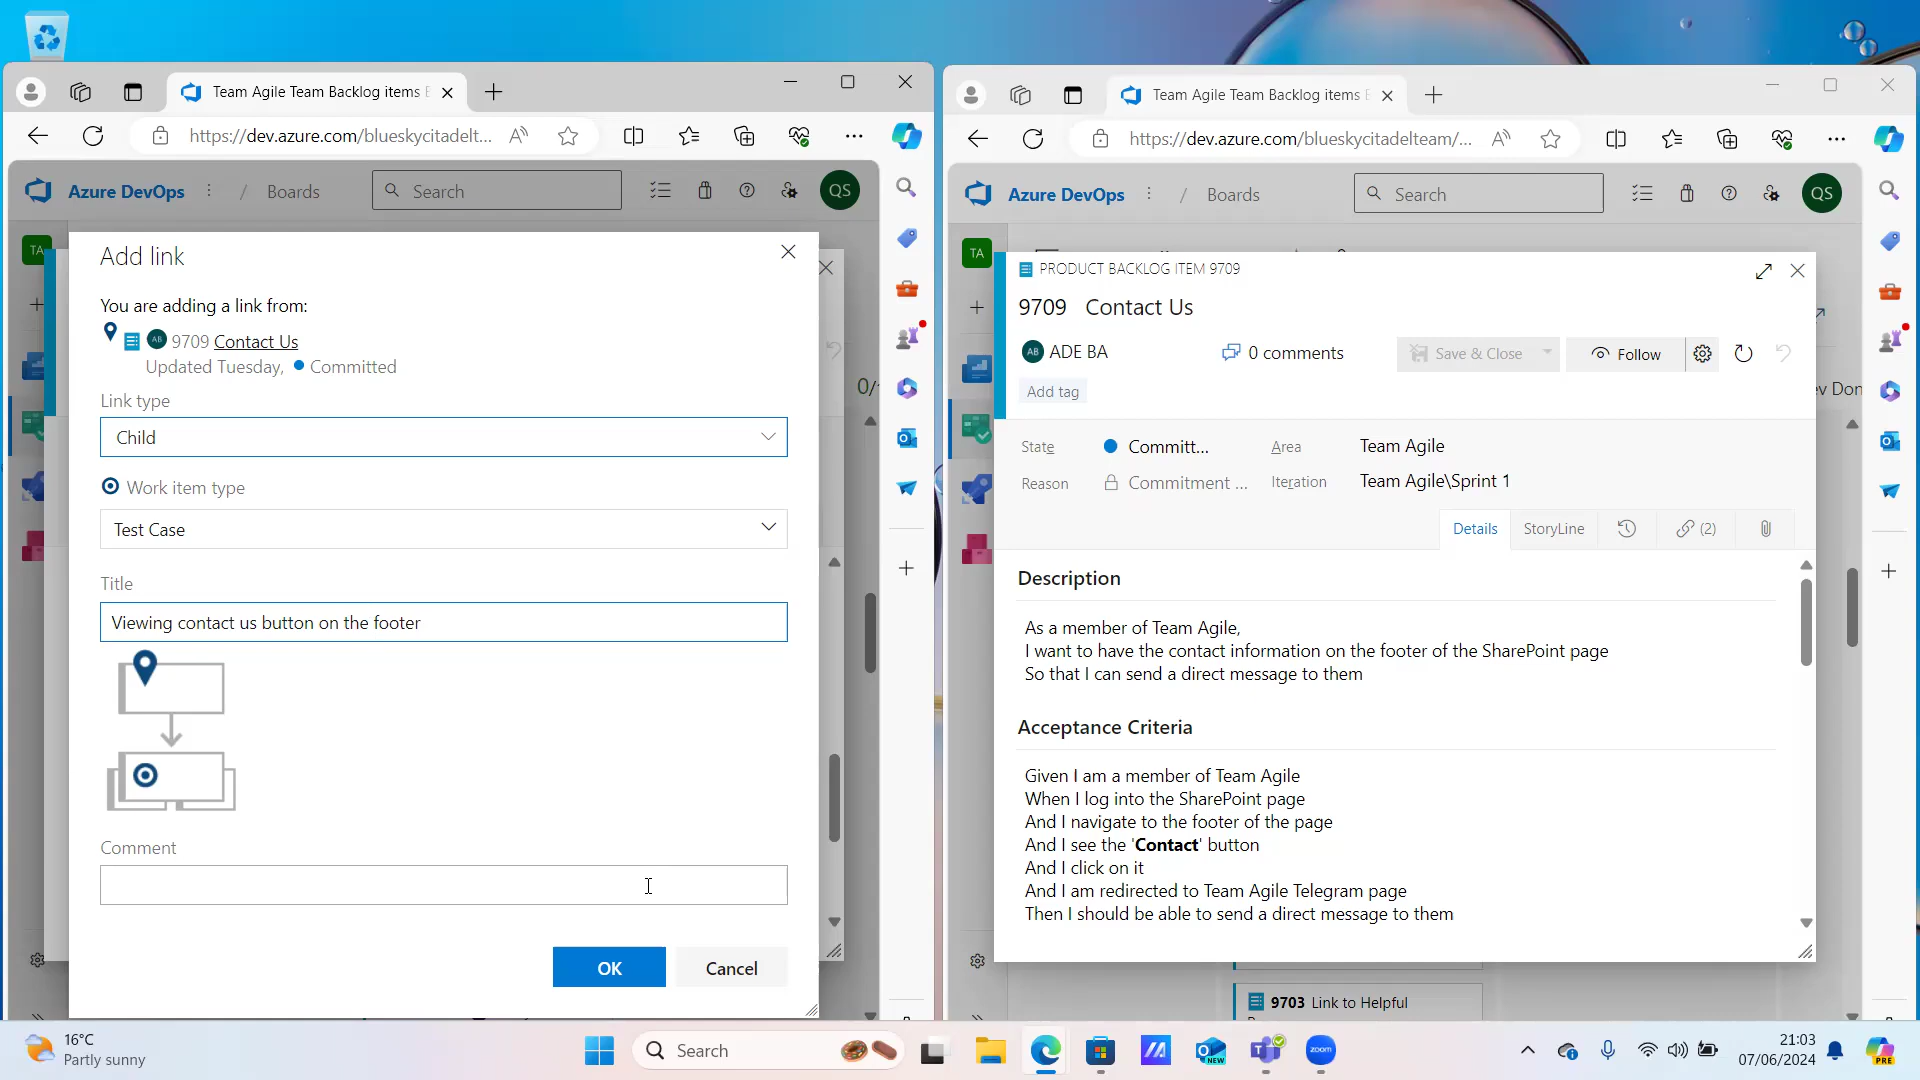 Team Agile Team Backlog items B
https://dev.azure.com/blueskycitadelt...
Azure DevOps
/
Boards
Search
QS
TA
Add link
You are adding a link from:
AB 9709 Contact Us
Updated Tuesday, Committed
Link type
Child
Work item type
Test Case
Title
Viewing contact us button on the footer
Comment
OK
Cancel
0/
Team Agile Team Backlog items
https://dev.azure.com/blueskycitadelteam/...
Azure DevOps
/
Boards
Search
QS
TA
PRODUCT BACKLOG ITEM 9709
9709 Contact Us
AB ADE BA
0 comments
Save & Close
Follow
Add tag
State Committ...
Area Team Agile
Reason Commitment ...
Iteration Team Agile\Sprint 1
Details
StoryLine
(2)
Description
As a member of Team Agile,
I want to have the contact information on the footer of the SharePoint page
So that I can send a direct message to them
Acceptance Criteria
Given I am a member of Team Agile
When I log into the SharePoint page
And I navigate to the footer of the page
And I see the 'Contact' button
And I click on it
And I am redirected to Team Agile Telegram page
Then I should be able to send a direct message to them
9703 Link to Helpful
16°C
Partly sunny
Search
NEW
zoom
21:03
07/06/2024
PRE